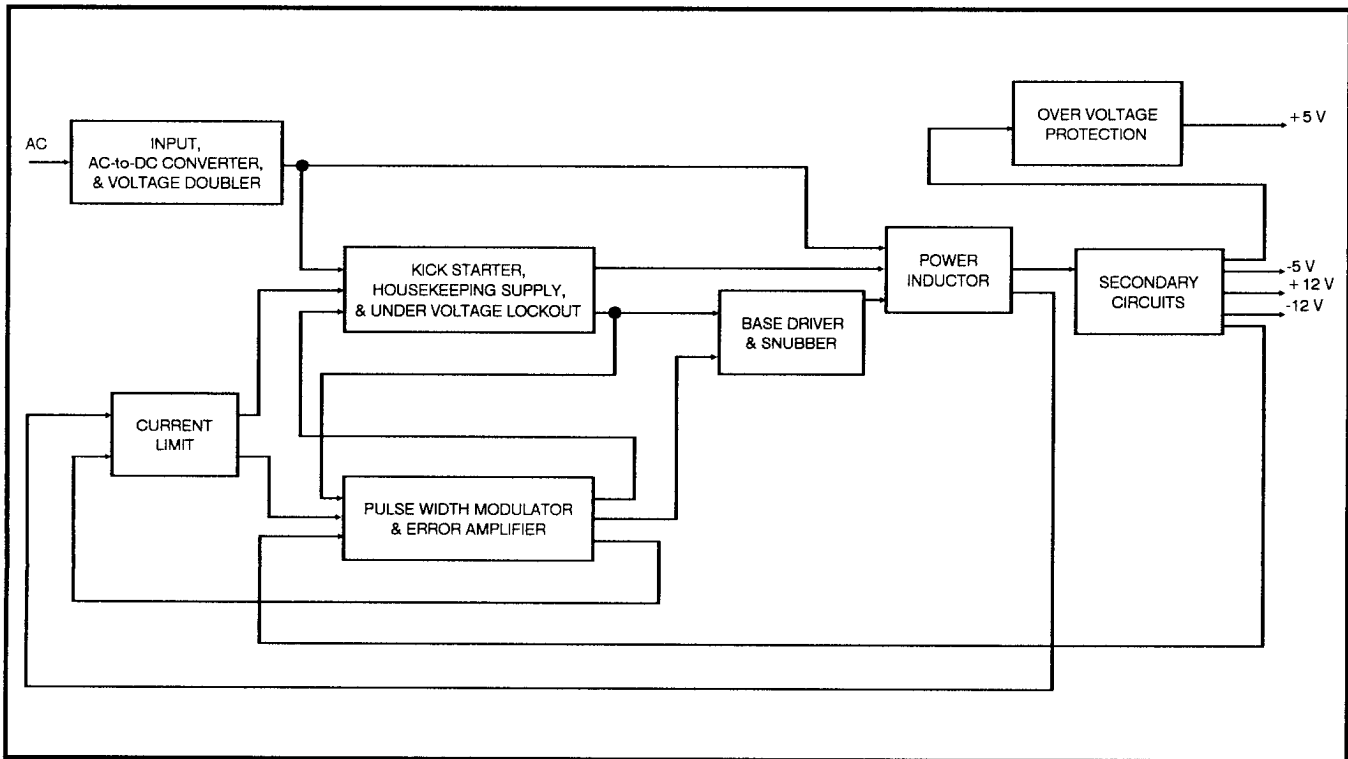 AC
INPUT,
AC-to-DC CONVERTER,
& VOLTAGE DOUBLER
OVER VOLTAGE
PROTECTION
+5 V
KICK STARTER,
HOUSEKEEPING SUPPLY,
& UNDER VOLTAGE LOCKOUT
POWER
INDUCTOR
SECONDARY
CIRCUITS
-5 V
+12 V
-12 V
BASE DRIVER
& SNUBBER
CURRENT
LIMIT
PULSE WIDTH MODULATOR
& ERROR AMPLIFIER